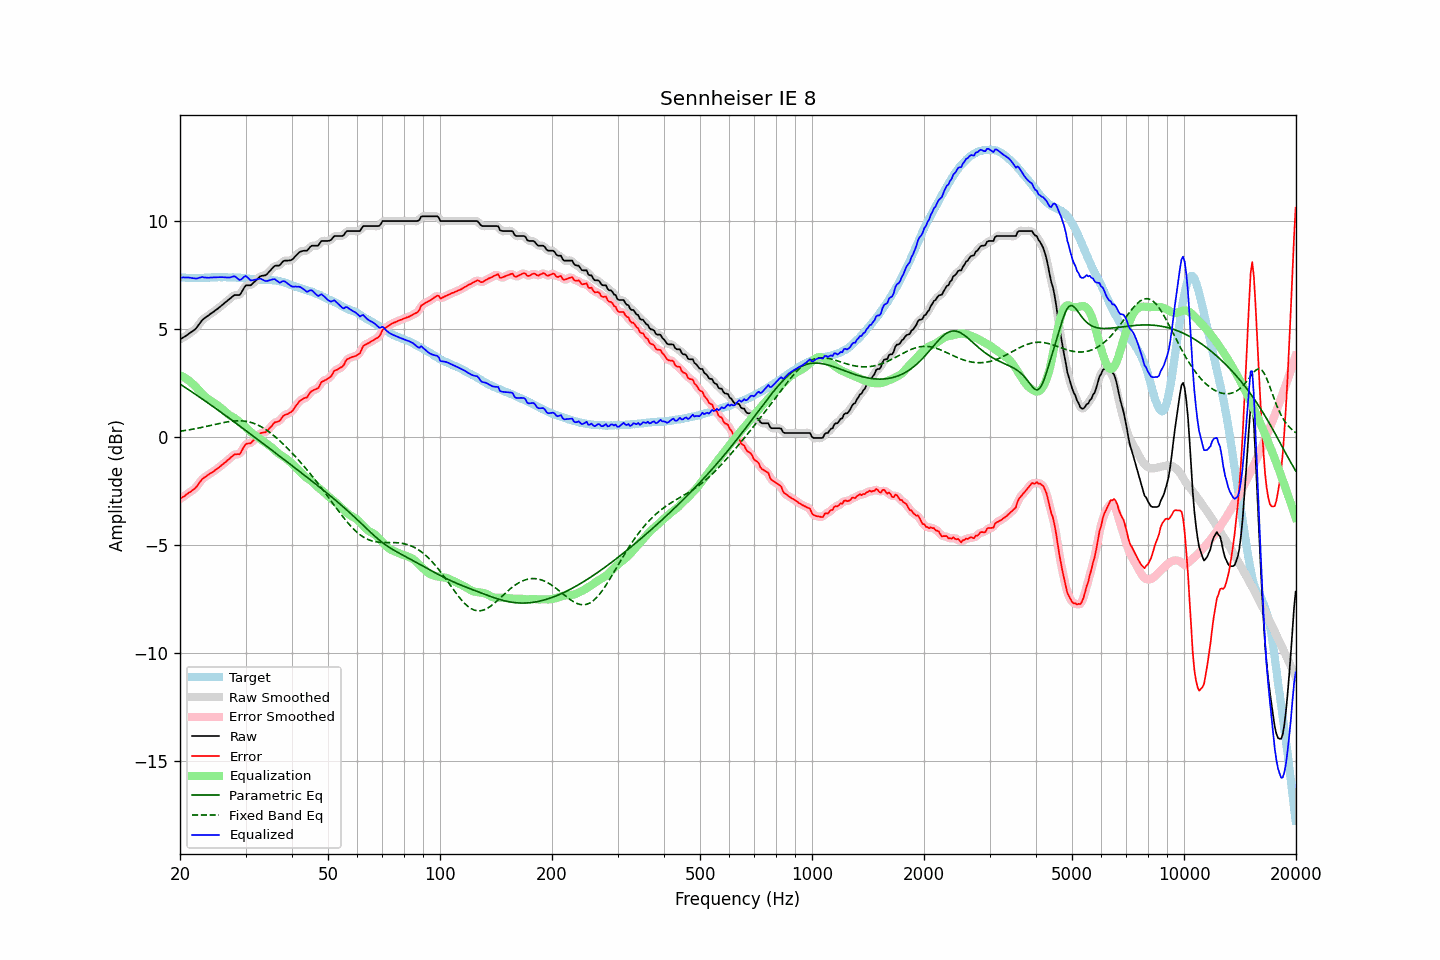 Sennheiser IE 8
Amplitude (dBr)
10
5
0
−5
−10
−15
Target
Raw Smoothed
Error Smoothed
Raw
Error
Equalization
Parametric Eq
Fixed Band Eq
Equalized
20 50 100 200 500 1000 2000 5000 10000 20000
Frequency (Hz)